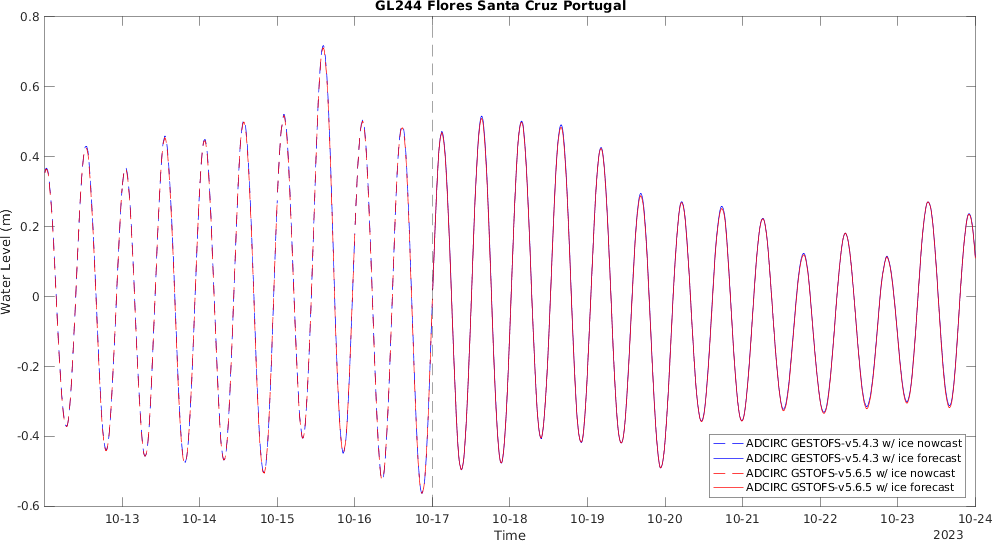 GL244 Flores Santa Cruz Portugal
0.8
0.6
0.4
0.2
0
-0.2
-0.4
-0.6
Water Level (m)
ADCIRC GESTOFS-v5.4.3 w/ ice nowcast
ADCIRC GESTOFS-v5.4.3 w/ ice forecast
ADCIRC GSTOFS-v5.6.5 w/ ice nowcast
ADCIRC GSTOFS-v5.6.5 w/ ice forecast
10-13 10-14 10-15 10-16 10-17 10-18 10-19 10-20 10-21 10-22 10-23 10-24
Time
2023